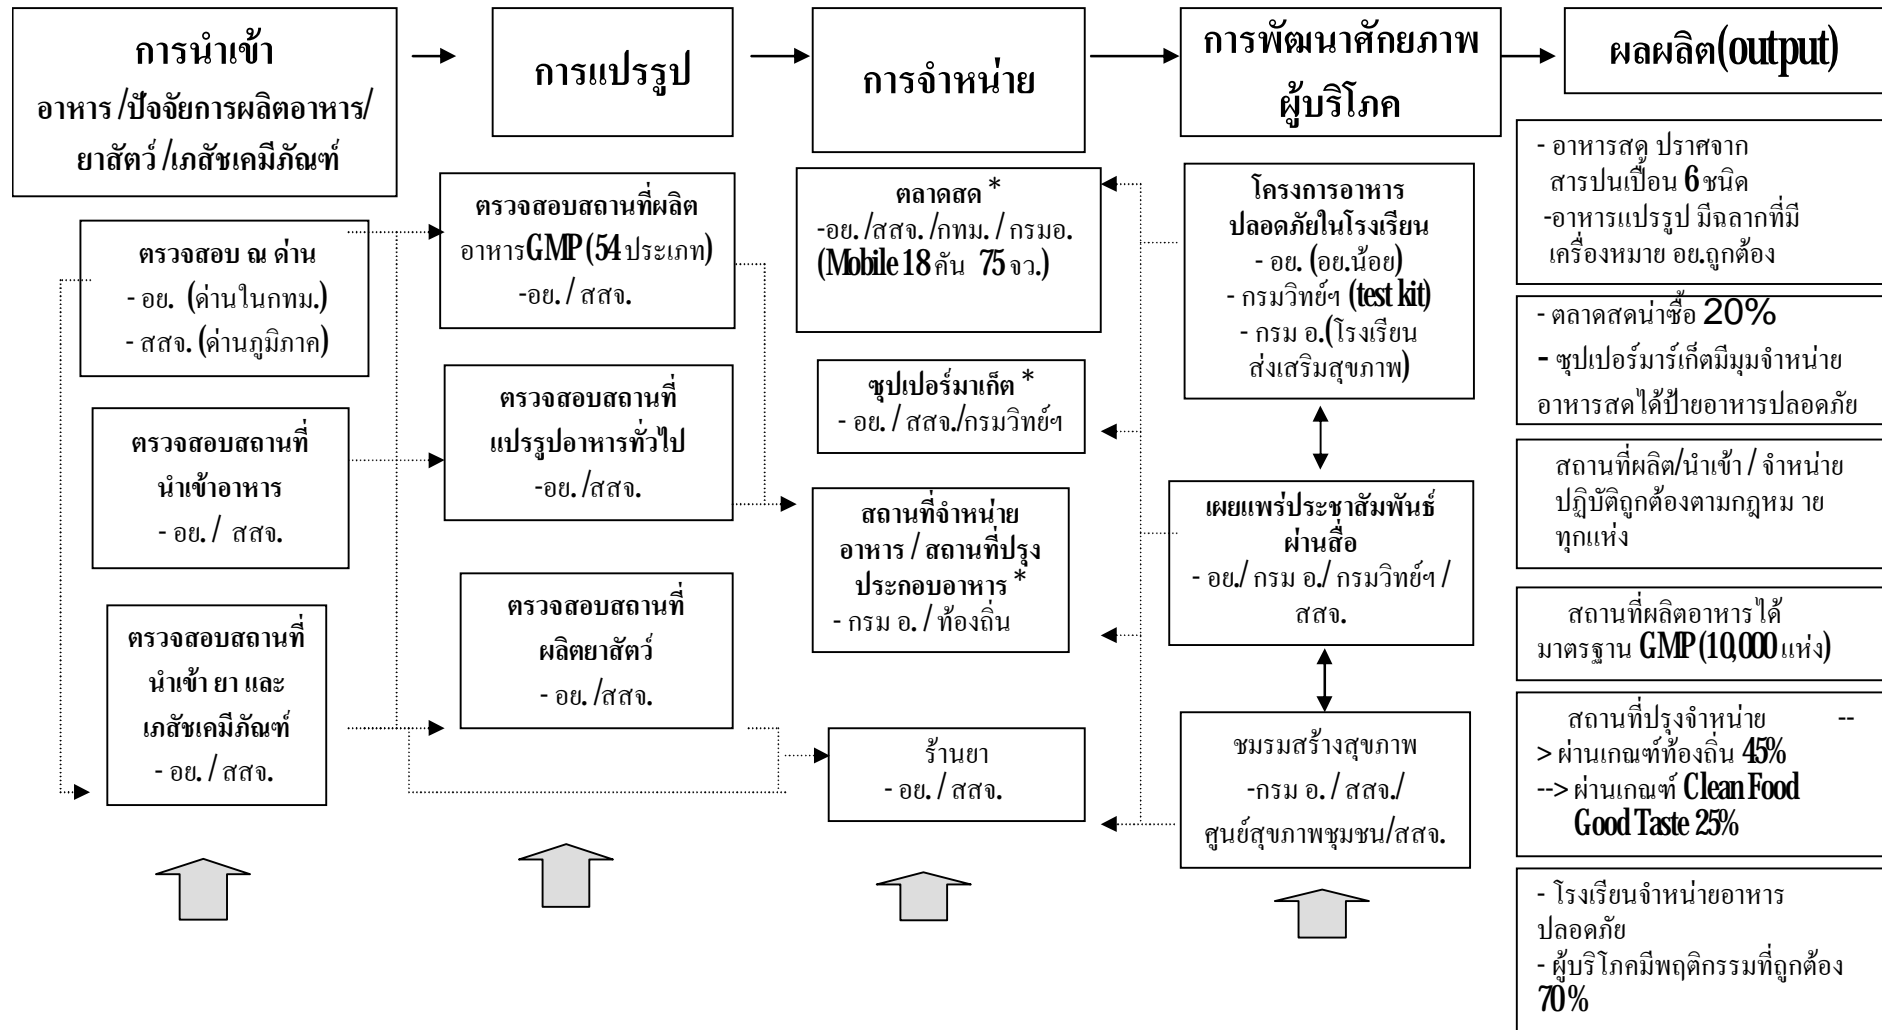 การนำเข้า
อาหาร /ปัจจัยการผลิตอาหาร/
ยาสัตว์ /เภสัชเคมีภัณฑ์
การแปรรูป
การจำหน่าย
การพัฒนาศักยภาพ
ผู้บริโภค
ผลผลิต(output)
ตรวจสอบ ณ ด่าน
- อย. (ด่านในกทม.)
- สสจ. (ด่านภูมิภาค)
ตรวจสอบสถานที่
นำเข้าอาหาร
- อย. / สสจ.
ตรวจสอบสถานที่
นำเข้า ยา และ
เภสัชเคมีภัณฑ์
- อย. / สสจ.
ตรวจสอบสถานที่ผลิต
อาหารGMP (54 ประเภท)
-อย. / สสจ.
ตรวจสอบสถานที่
แปรรูปอาหารทั่วไป
-อย. /สสจ.
ตรวจสอบสถานที่
ผลิตยาสัตว์
- อย. /สสจ.
ตลาดสด *
-อย. /สสจ. /กทม. / กรมอ.
(Mobile 18 คัน 75 จว.)
ซุปเปอร์มาเก็ต *
- อย. / สสจ./กรมวิทย์ฯ
สถานที่จำหน่าย
อาหาร / สถานที่ปรุง
ประกอบอาหาร *
- กรม อ. / ท้องถิ่น
ร้านยา
- อย. / สสจ.
โครงการอาหาร
ปลอดภัยในโรงเรียน
- อย. (อย.น้อย)
- กรมวิทย์ฯ (test kit)
- กรม อ.(โรงเรียน
ส่งเสริมสุขภาพ)
เผยแพร่ประชาสัมพันธ์
ผ่านสื่อ
- อย./ กรม อ./ กรมวิทย์ฯ /
สสจ.
ชมรมสร้างสุขภาพ
-กรม อ. / สสจ./
ศูนย์สุขภาพชุมชน/สสจ.
- อาหารสด ปราศจาก
สารปนเปื้อน 6 ชนิด
-อาหารแปรรูป มีฉลากที่มี
เครื่องหมาย อย.ถูกต้อง
- ตลาดสดน่าซื้อ 20%
- ซุปเปอร์มาร์เก็ตมีมุมจำหน่าย
อาหารสดได้ป้ายอาหารปลอดภัย
สถานที่ผลิต/นำเข้า / จำหน่าย
ปฏิบัติถูกต้องตามกฎหม าย
ทุกแห่ง
สถานที่ผลิตอาหารได้
มาตรฐาน GMP (10,000 แห่ง)
สถานที่ปรุงจำหน่าย --
> ผ่านเกณฑ์ท้องถิ่น 45%
--> ผ่านเกณฑ์ Clean Food
Good Taste 25%
- โรงเรียนจำหน่ายอาหาร
ปลอดภัย
- ผู้บริโภคมีพฤติกรรมที่ถูกต้อง
70%